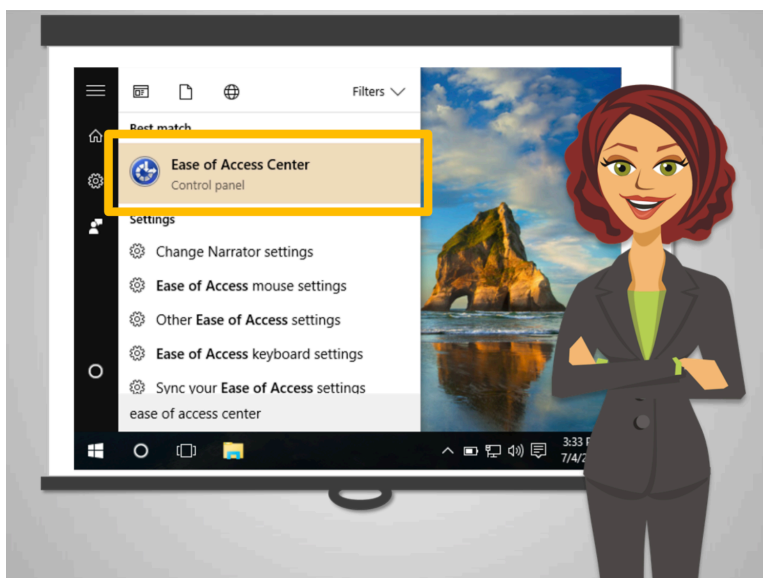 Filters
Best match
Ease of Access Center
Control panel
Settings
Change Narrator settings
Ease of Access mouse settings
Other Ease of Access settings
Ease of Access keyboard settings
Sync your Ease of Access settings
ease of access center
3:33
7/4/